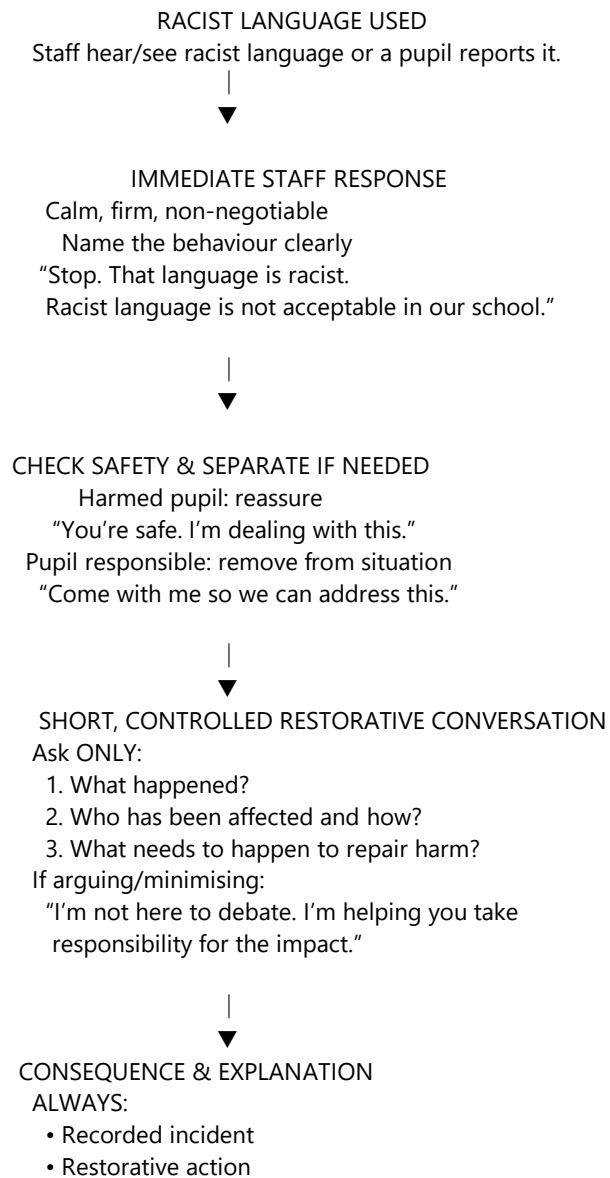 RACIST LANGUAGE USED
Staff hear/see racist language or a pupil reports it.
IMMEDIATE STAFF RESPONSE
Calm, firm, non-negotiable
Name the behaviour clearly
“Stop. That language is racist.
Racist language is not acceptable in our school.”
CHECK SAFETY & SEPARATE IF NEEDED
Harmed pupil: reassure
“You’re safe. I’m dealing with this.”
Pupil responsible: remove from situation
“Come with me so we can address this.”
SHORT, CONTROLLED RESTORATIVE CONVERSATION
Ask ONLY:
1. What happened?
2. Who has been affected and how?
3. What needs to happen to repair harm?
If arguing/minimising:
“I’m not here to debate. I’m helping you take
responsibility for the impact.”
CONSEQUENCE & EXPLANATION
ALWAYS:
• Recorded incident
• Restorative action